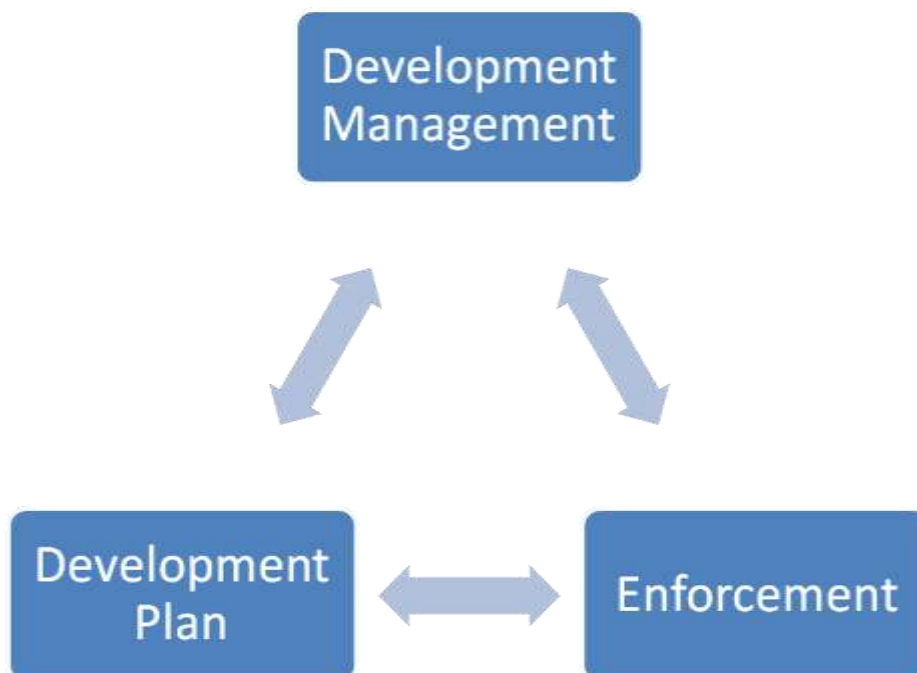 Development
Management
Development
Plan
Enforcement